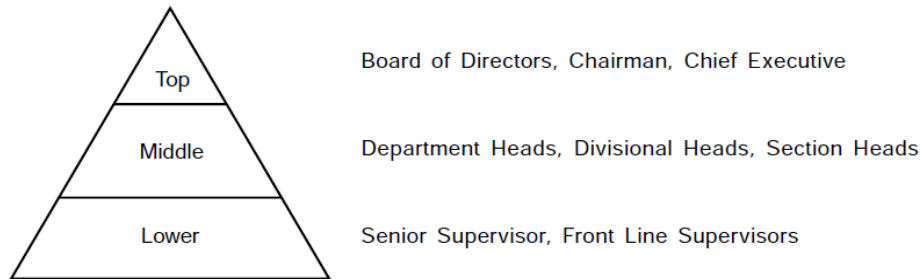 Top
Board of Directors, Chairman, Chief Executive
Middle
Department Heads, Divisional Heads, Section Heads
Lower
Senior Supervisor, Front Line Supervisors